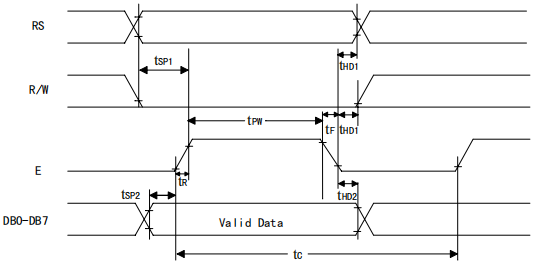 RS
tSP1
tHD1
R/W
tPW
tF
tHD1
E
tR
tSP2
tHD2
DB0-DB7
Valid Data
tC